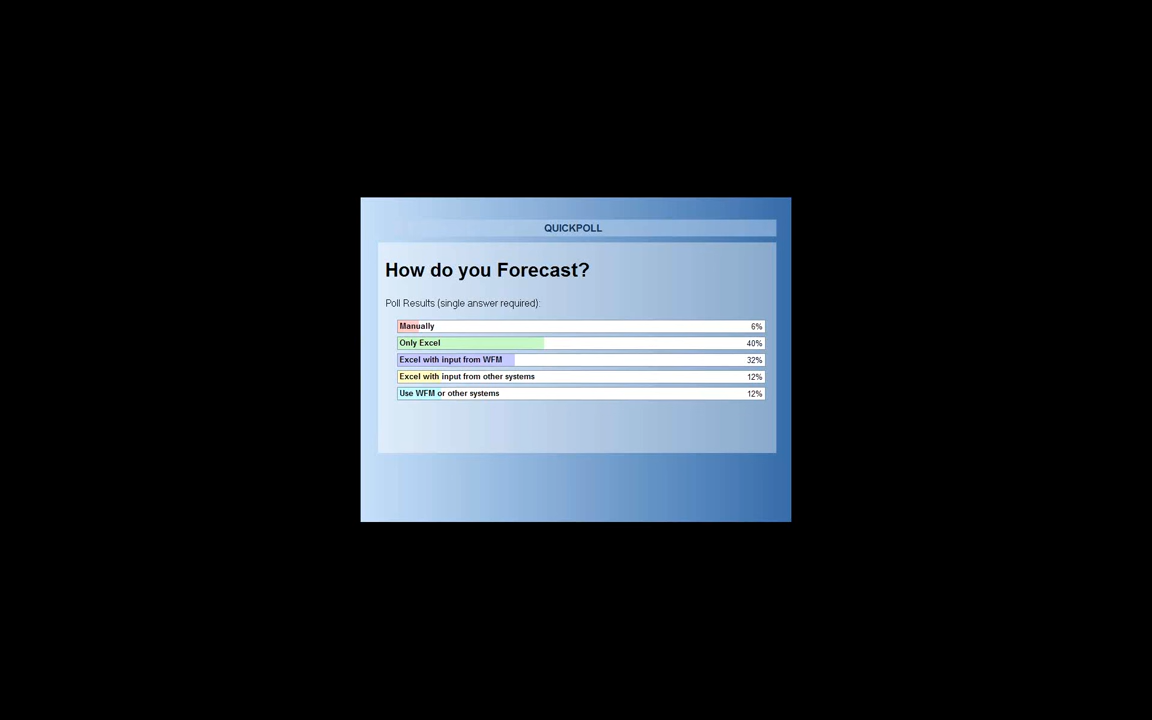 QUICKPOLL
How do you Forecast?
Poll Results (single answer required):
Manually 6%
Only Excel 40%
Excel with input from WFM 32%
Excel with input from other systems 12%
Use WFM or other systems 12%